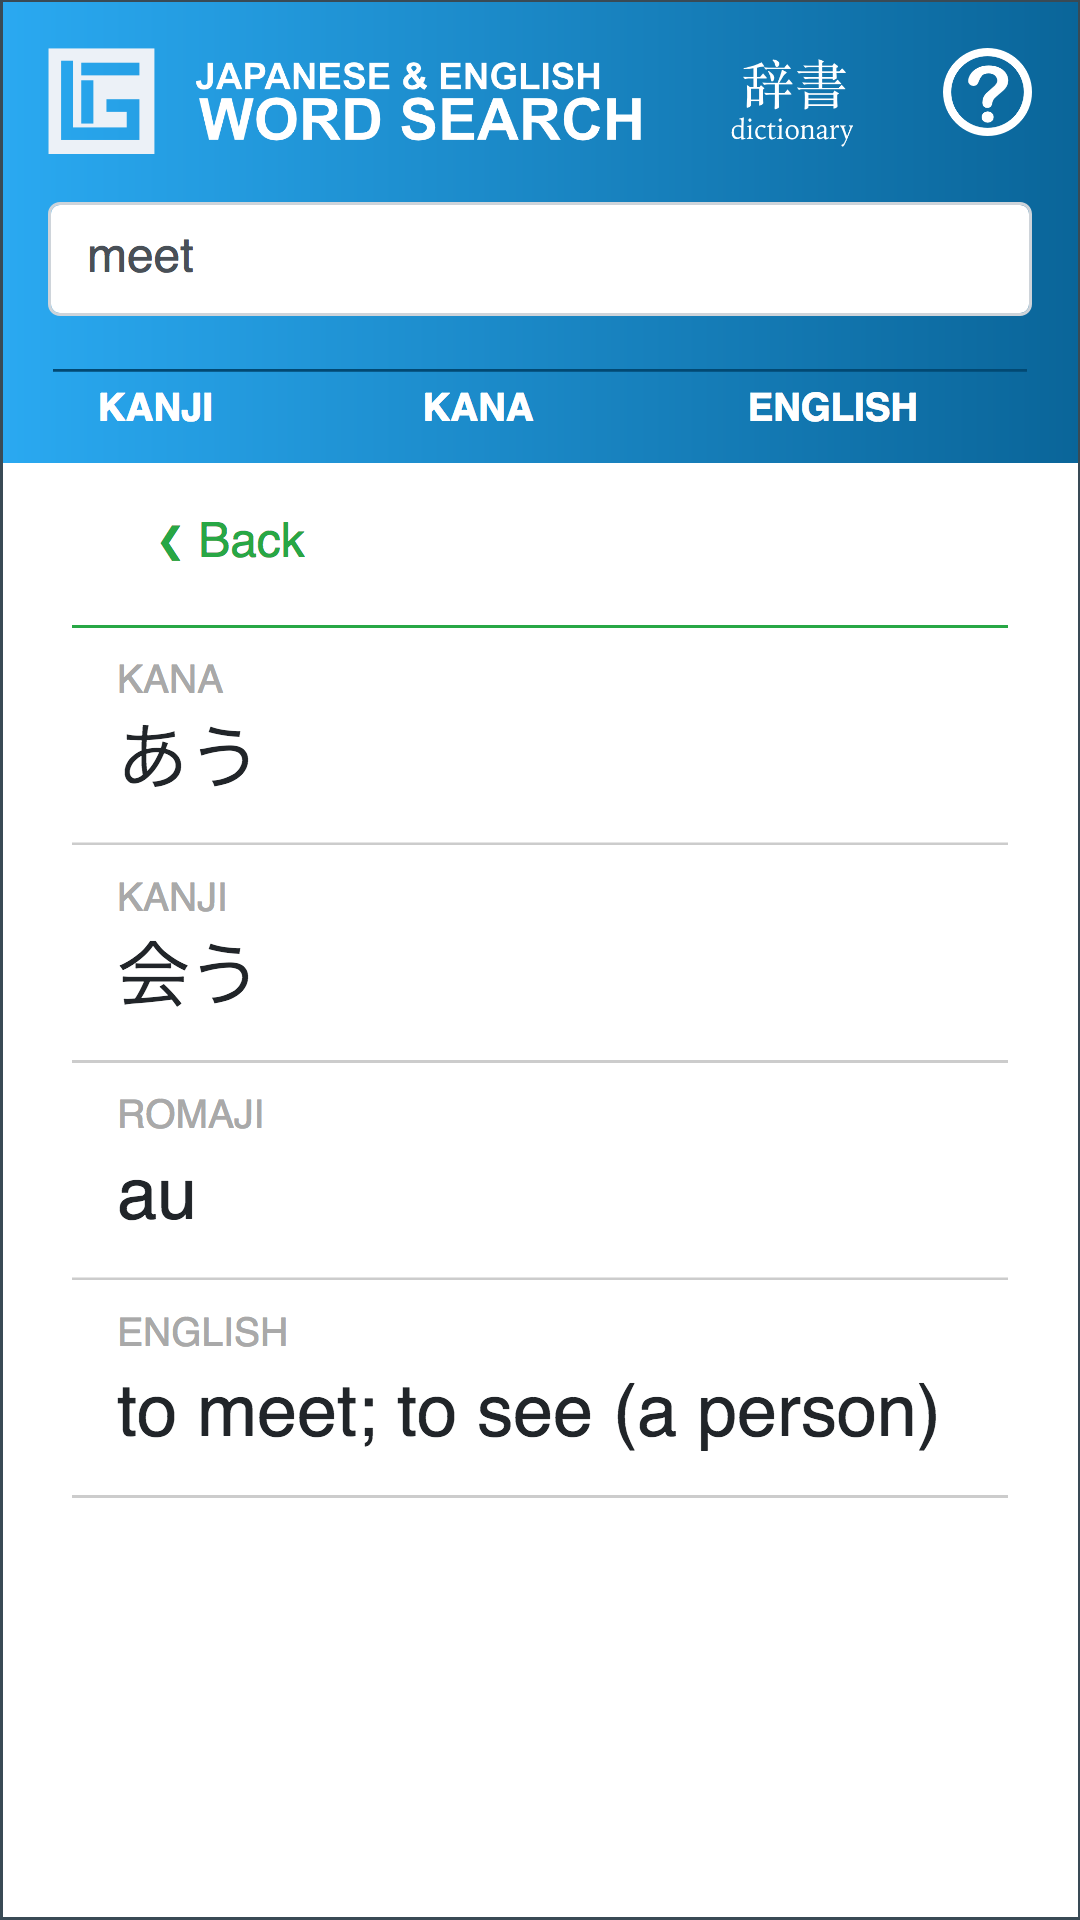 JAPANESE & ENGLISH
WORD SEARCH
辞書
dictionary
?
meet
KANJI KANA ENGLISH
❮ Back
KANA
あう
KANJI
会う
ROMAJI
au
ENGLISH
to meet; to see (a person)